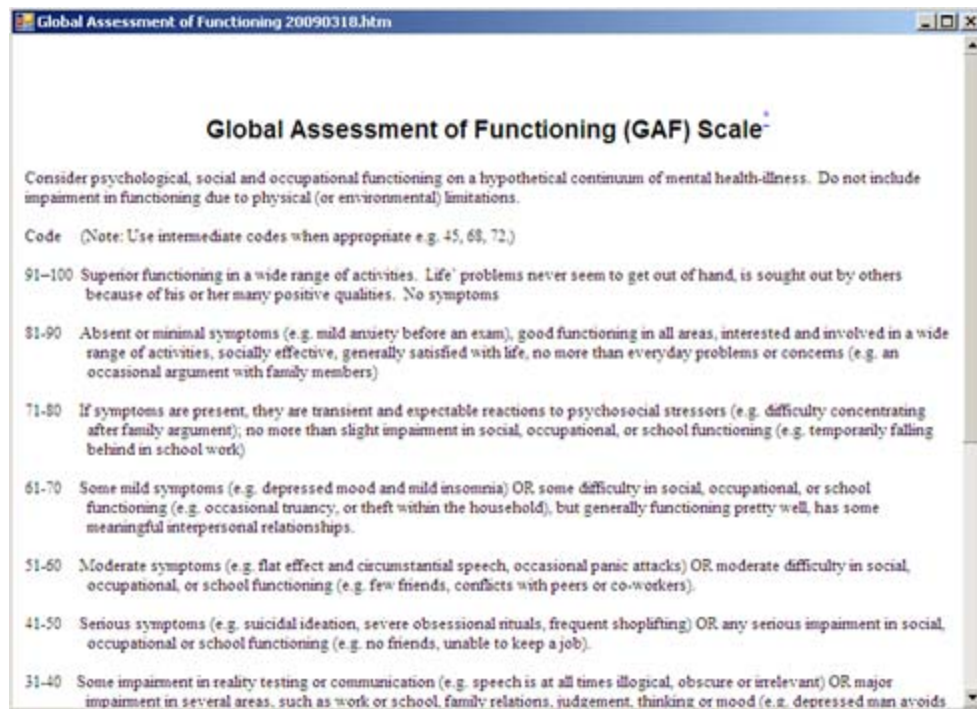 Global Assessment of Functioning 20090318.htm
Global Assessment of Functioning (GAF) Scale
Consider psychological, social and occupational functioning on a hypothetical continuum of mental health-illness. Do not include
impairment in functioning due to physical (or environmental) limitations.
Code (Note: Use intermediate codes when appropriate e.g. 45, 68, 72.)
91–100 Superior functioning in a wide range of activities. Life' problems never seem to get out of hand, is sought out by others
because of his or her many positive qualities. No symptoms
81-90 Absent or minimal symptoms (e.g. mild anxiety before an exam), good functioning in all areas, interested and involved in a wide
range of activities, socially effective, generally satisfied with life, no more than everyday problems or concerns (e.g. an
occasional argument with family members)
71-80 If symptoms are present, they are transient and expectable reactions to psychosocial stressors (e.g. difficulty concentrating
after family argument); no more than slight impairment in social, occupational, or school functioning (e.g. temporarily falling
behind in school work)
61-70 Some mild symptoms (e.g. depressed mood and mild insomnia) OR some difficulty in social, occupational, or school
functioning (e.g. occasional truancy, or theft within the household), but generally functioning pretty well, has some
meaningful interpersonal relationships.
51-60 Moderate symptoms (e.g. flat effect and circumstantial speech, occasional panic attacks) OR moderate difficulty in social,
occupational, or school functioning (e.g. few friends, conflicts with peers or co-workers).
41-50 Serious symptoms (e.g. suicidal ideation, severe obsessional rituals, frequent shoplifting) OR any serious impairment in social,
occupational or school functioning (e.g. no friends, unable to keep a job).
31-40 Some impairment in reality testing or communication (e.g. speech is at all times illogical, obscure or irrelevant) OR major
impairment in several areas, such as work or school, family relations, judgement, thinking or mood (e.g. depressed man avoids